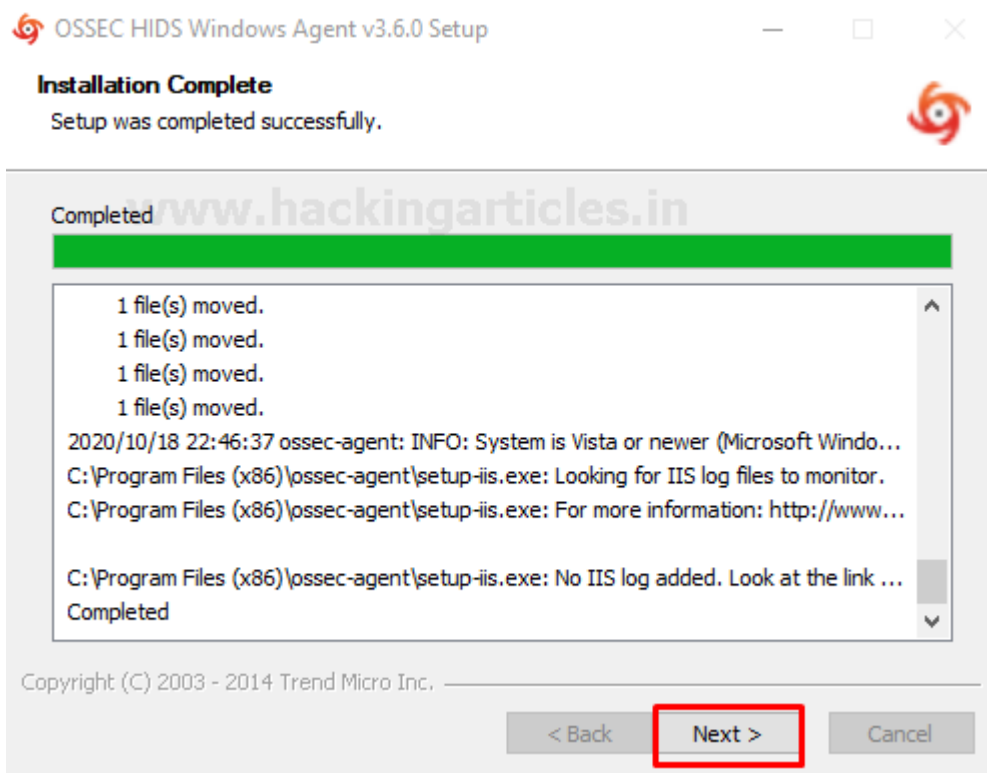 OSSEC HIDS Windows Agent v3.6.0 Setup
Installation Complete
Setup was completed successfully.
www.hackingarticles.in
Completed
1 file(s) moved.
1 file(s) moved.
1 file(s) moved.
1 file(s) moved.
2020/10/18 22:46:37 ossec-agent: INFO: System is Vista or newer (Microsoft Windo...
C:\Program Files (x86)\ossec-agent\setup-iis.exe: Looking for IIS log files to monitor.
C:\Program Files (x86)\ossec-agent\setup-iis.exe: For more information: http://www...
C:\Program Files (x86)\ossec-agent\setup-iis.exe: No IIS log added. Look at the link ...
Completed
Copyright (C) 2003 - 2014 Trend Micro Inc.
< Back Next > Cancel